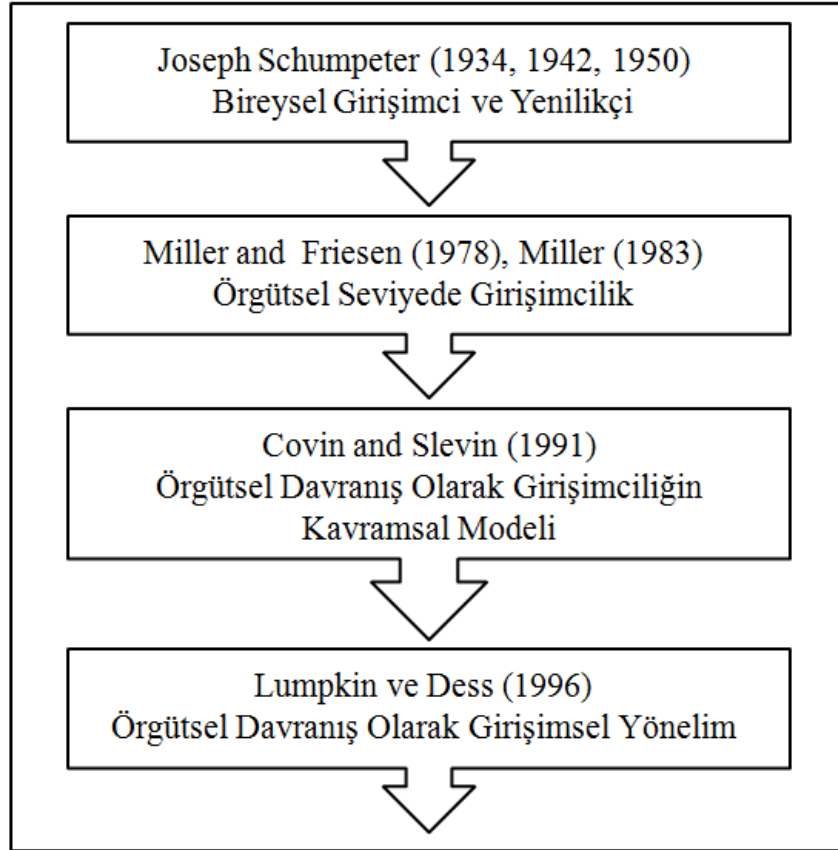 Joseph Schumpeter (1934, 1942, 1950)
Bireysel Girişimci ve Yenilikçi
Miller and Friesen (1978), Miller (1983)
Örgütsel Seviyede Girişimcilik
Covin and Slevin (1991)
Örgütsel Davranış Olarak Girişimciliğin
Kavramsal Modeli
Lumpkin ve Dess (1996)
Örgütsel Davranış Olarak Girişimsel Yönelim